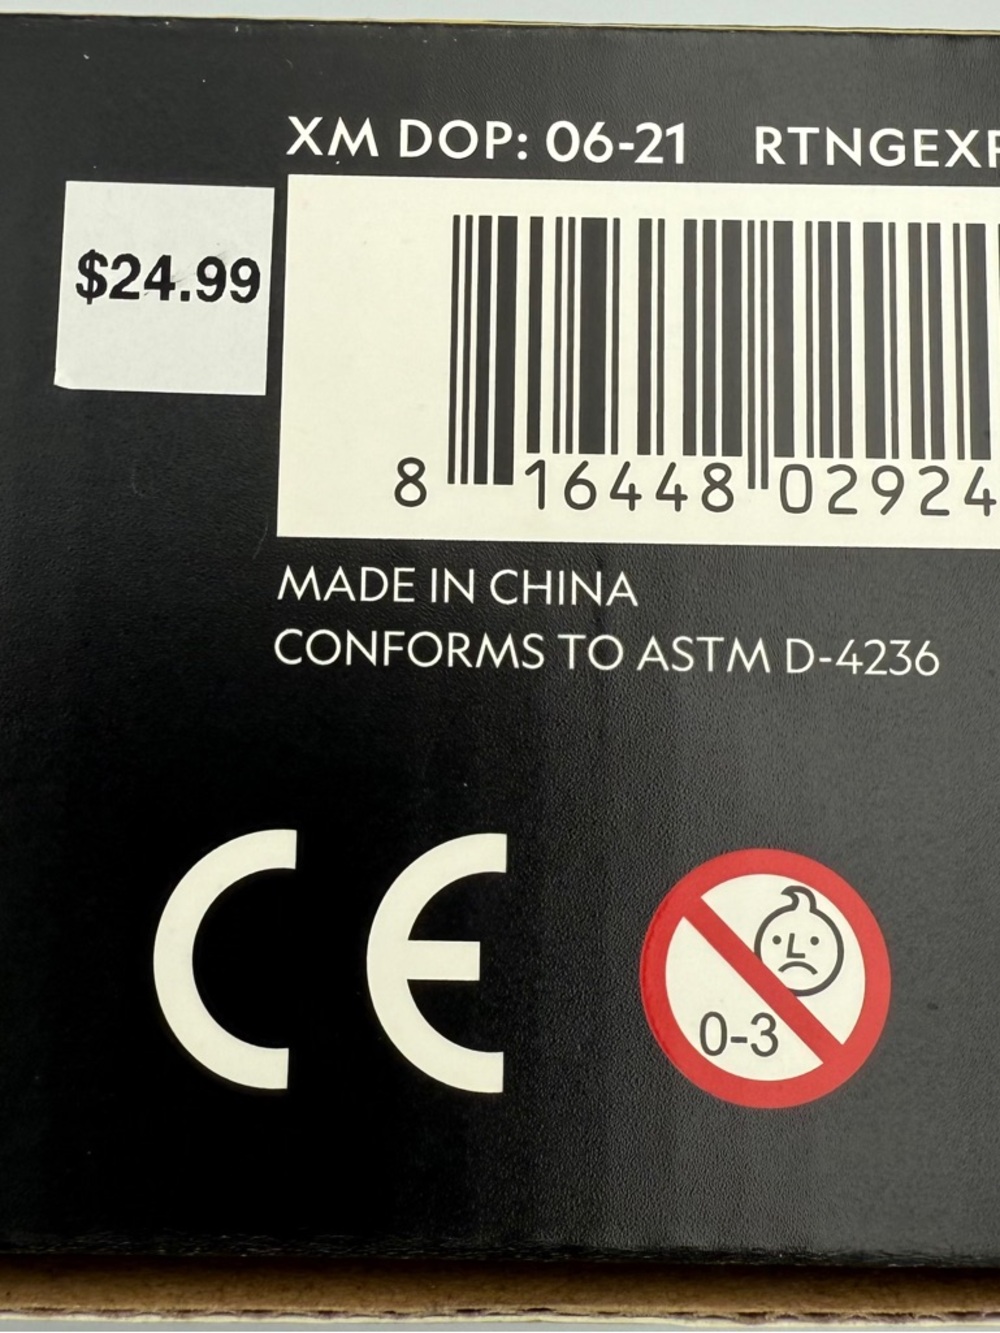 XM DOP: 06-21 RTNGEXP
$24.99
8 16448 02924
MADE IN CHINA
CONFORMS TO ASTM D-4236
CE
0-3